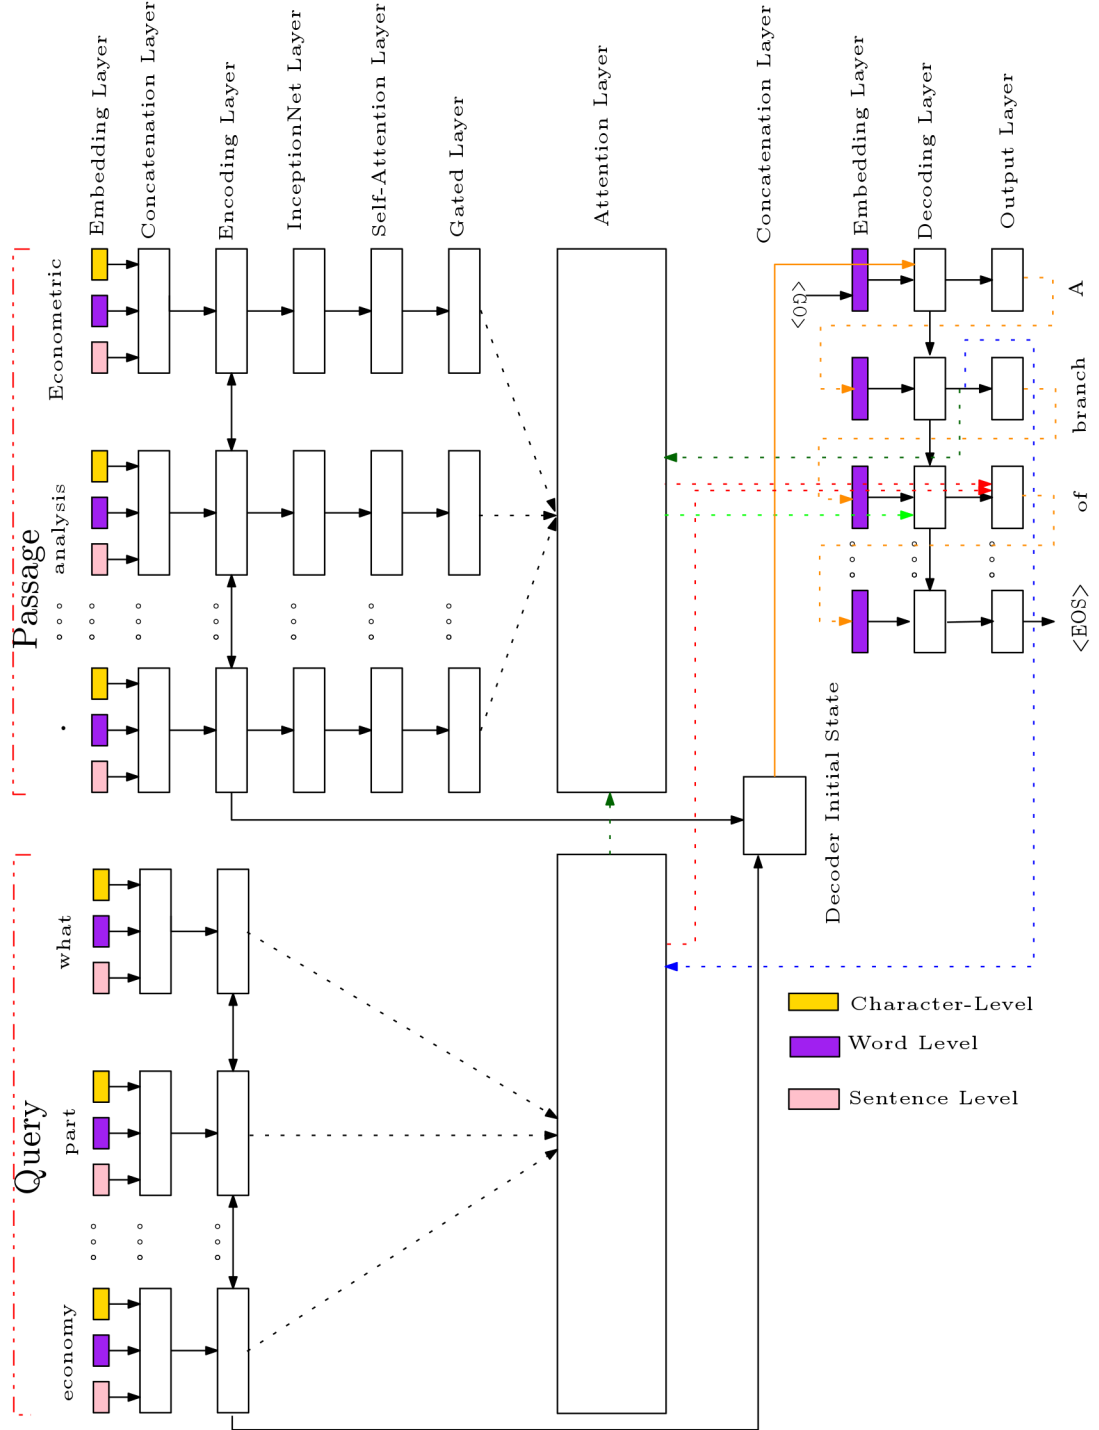 Embedding Layer
Concatenation Layer
Encoding Layer
InceptionNet Layer
Self-Attention Layer
Gated Layer
Attention Layer
Concatenation Layer
Embedding Layer
Decoding Layer
Output Layer
Passage
Econometric
analysis
.
Query
what
part
economy
<GO>
A
branch
of
<EOS>
Decoder Initial State
Character-Level
Word Level
Sentence Level